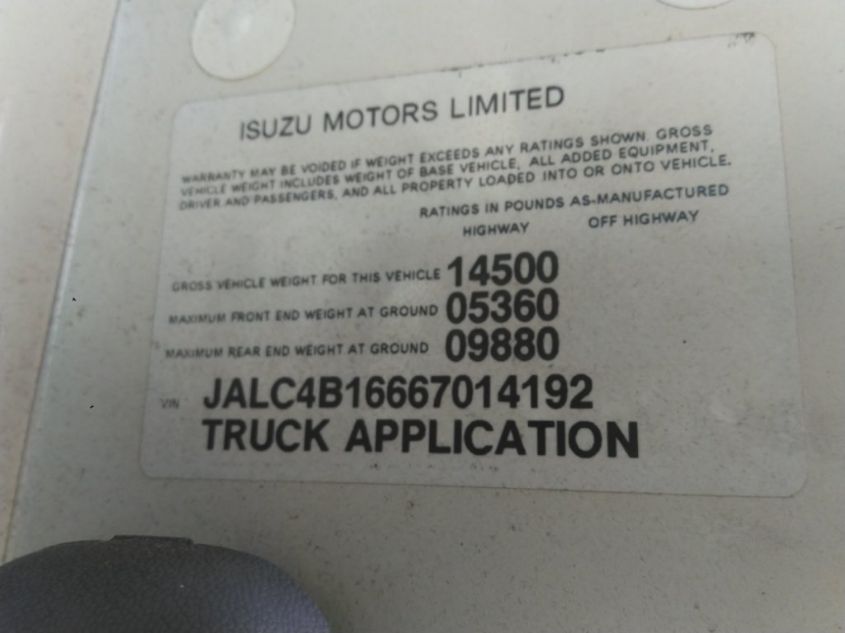 ISUZU MOTORS LIMITED
WARRANTY MAY BE VOIDED IF WEIGHT EXCEEDS ANY RATINGS SHOWN. GROSS
VEHICLE WEIGHT INCLUDES WEIGHT OF BASE VEHICLE, ALL ADDED EQUIPMENT,
DRIVER AND PASSENGERS, AND ALL PROPERTY LOADED INTO OR ONTO VEHICLE.
RATINGS IN POUNDS AS-MANUFACTURED
HIGHWAY OFF HIGHWAY
GROSS VEHICLE WEIGHT FOR THIS VEHICLE 14500
MAXIMUM FRONT END WEIGHT AT GROUND 05360
MAXIMUM REAR END WEIGHT AT GROUND 09880
VIN JALC4B16667014192
TRUCK APPLICATION